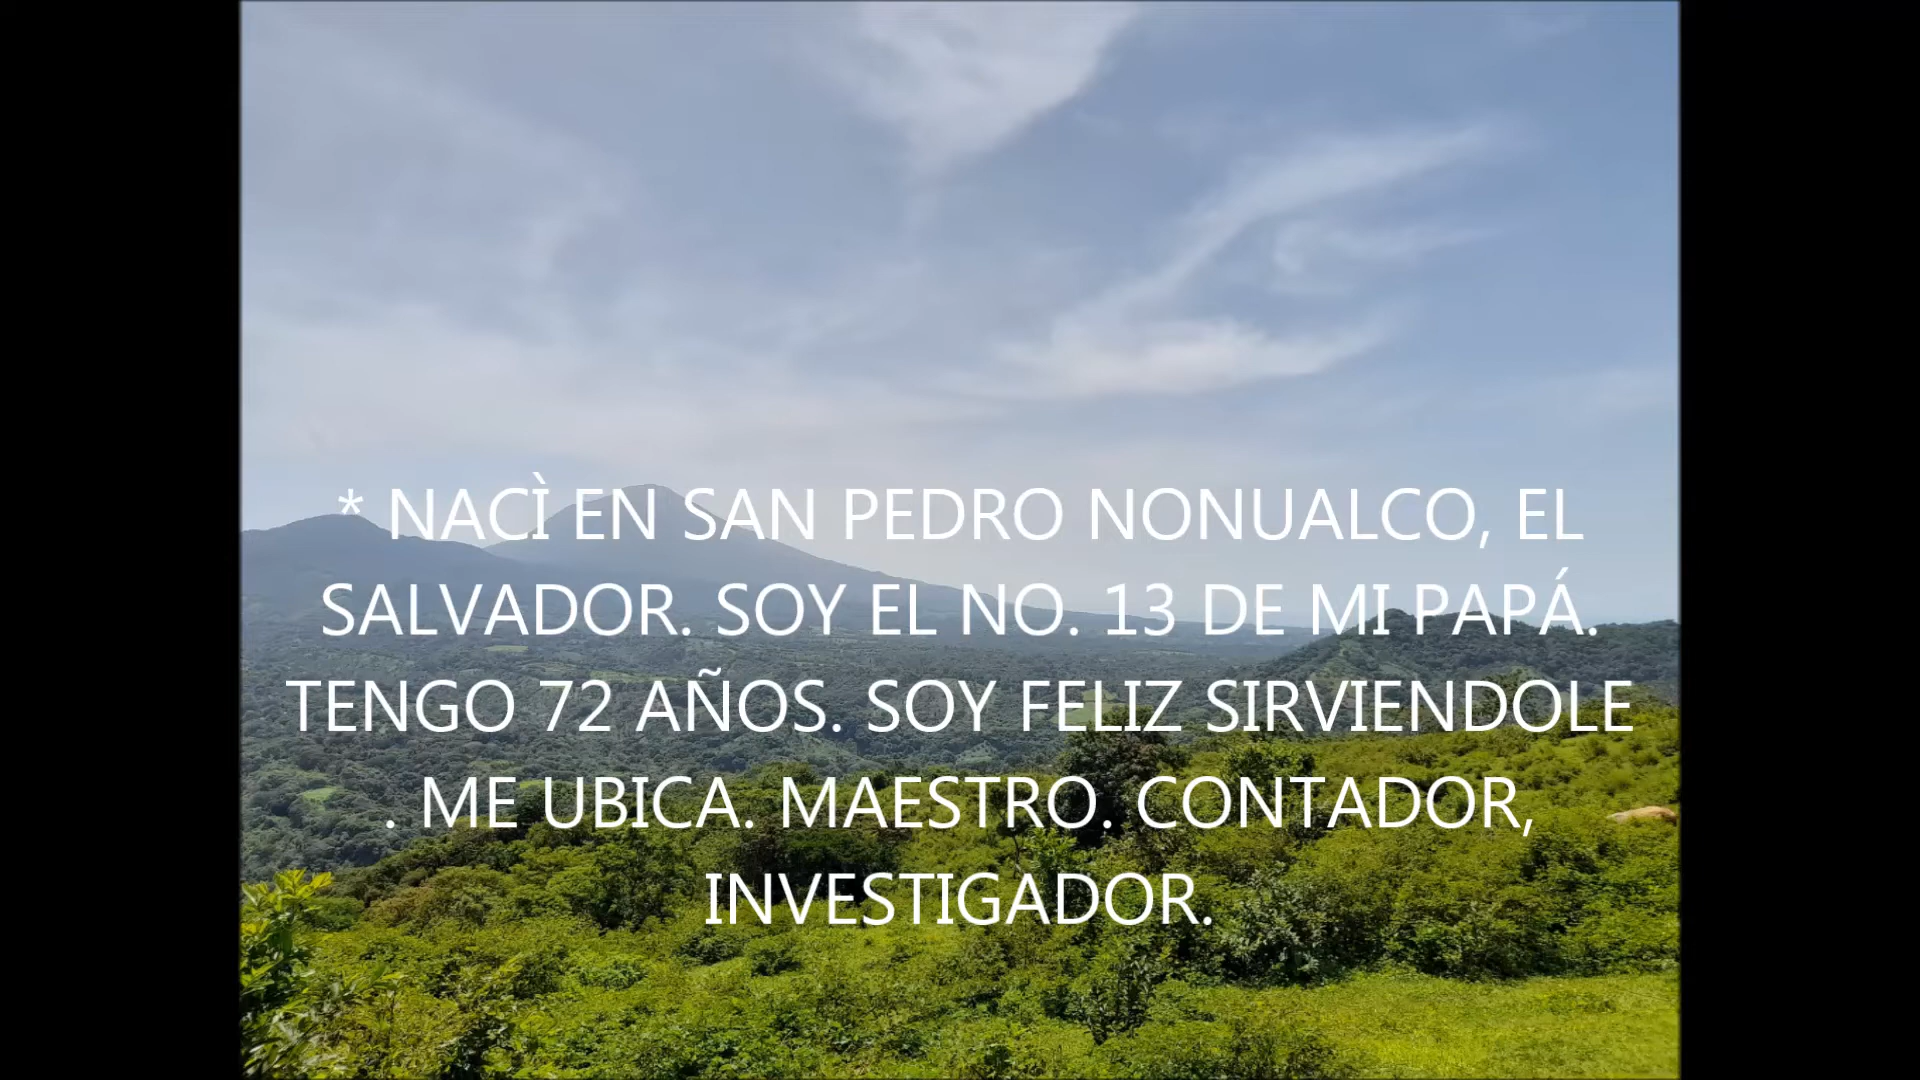 * NACÌ EN SAN PEDRO NONUALCO, EL
SALVADOR. SOY EL NO. 13 DE MI PAPÁ.
TENGO 72 AÑOS. SOY FELIZ SIRVIENDOLE
. ME UBICA. MAESTRO. CONTADOR,
INVESTIGADOR.